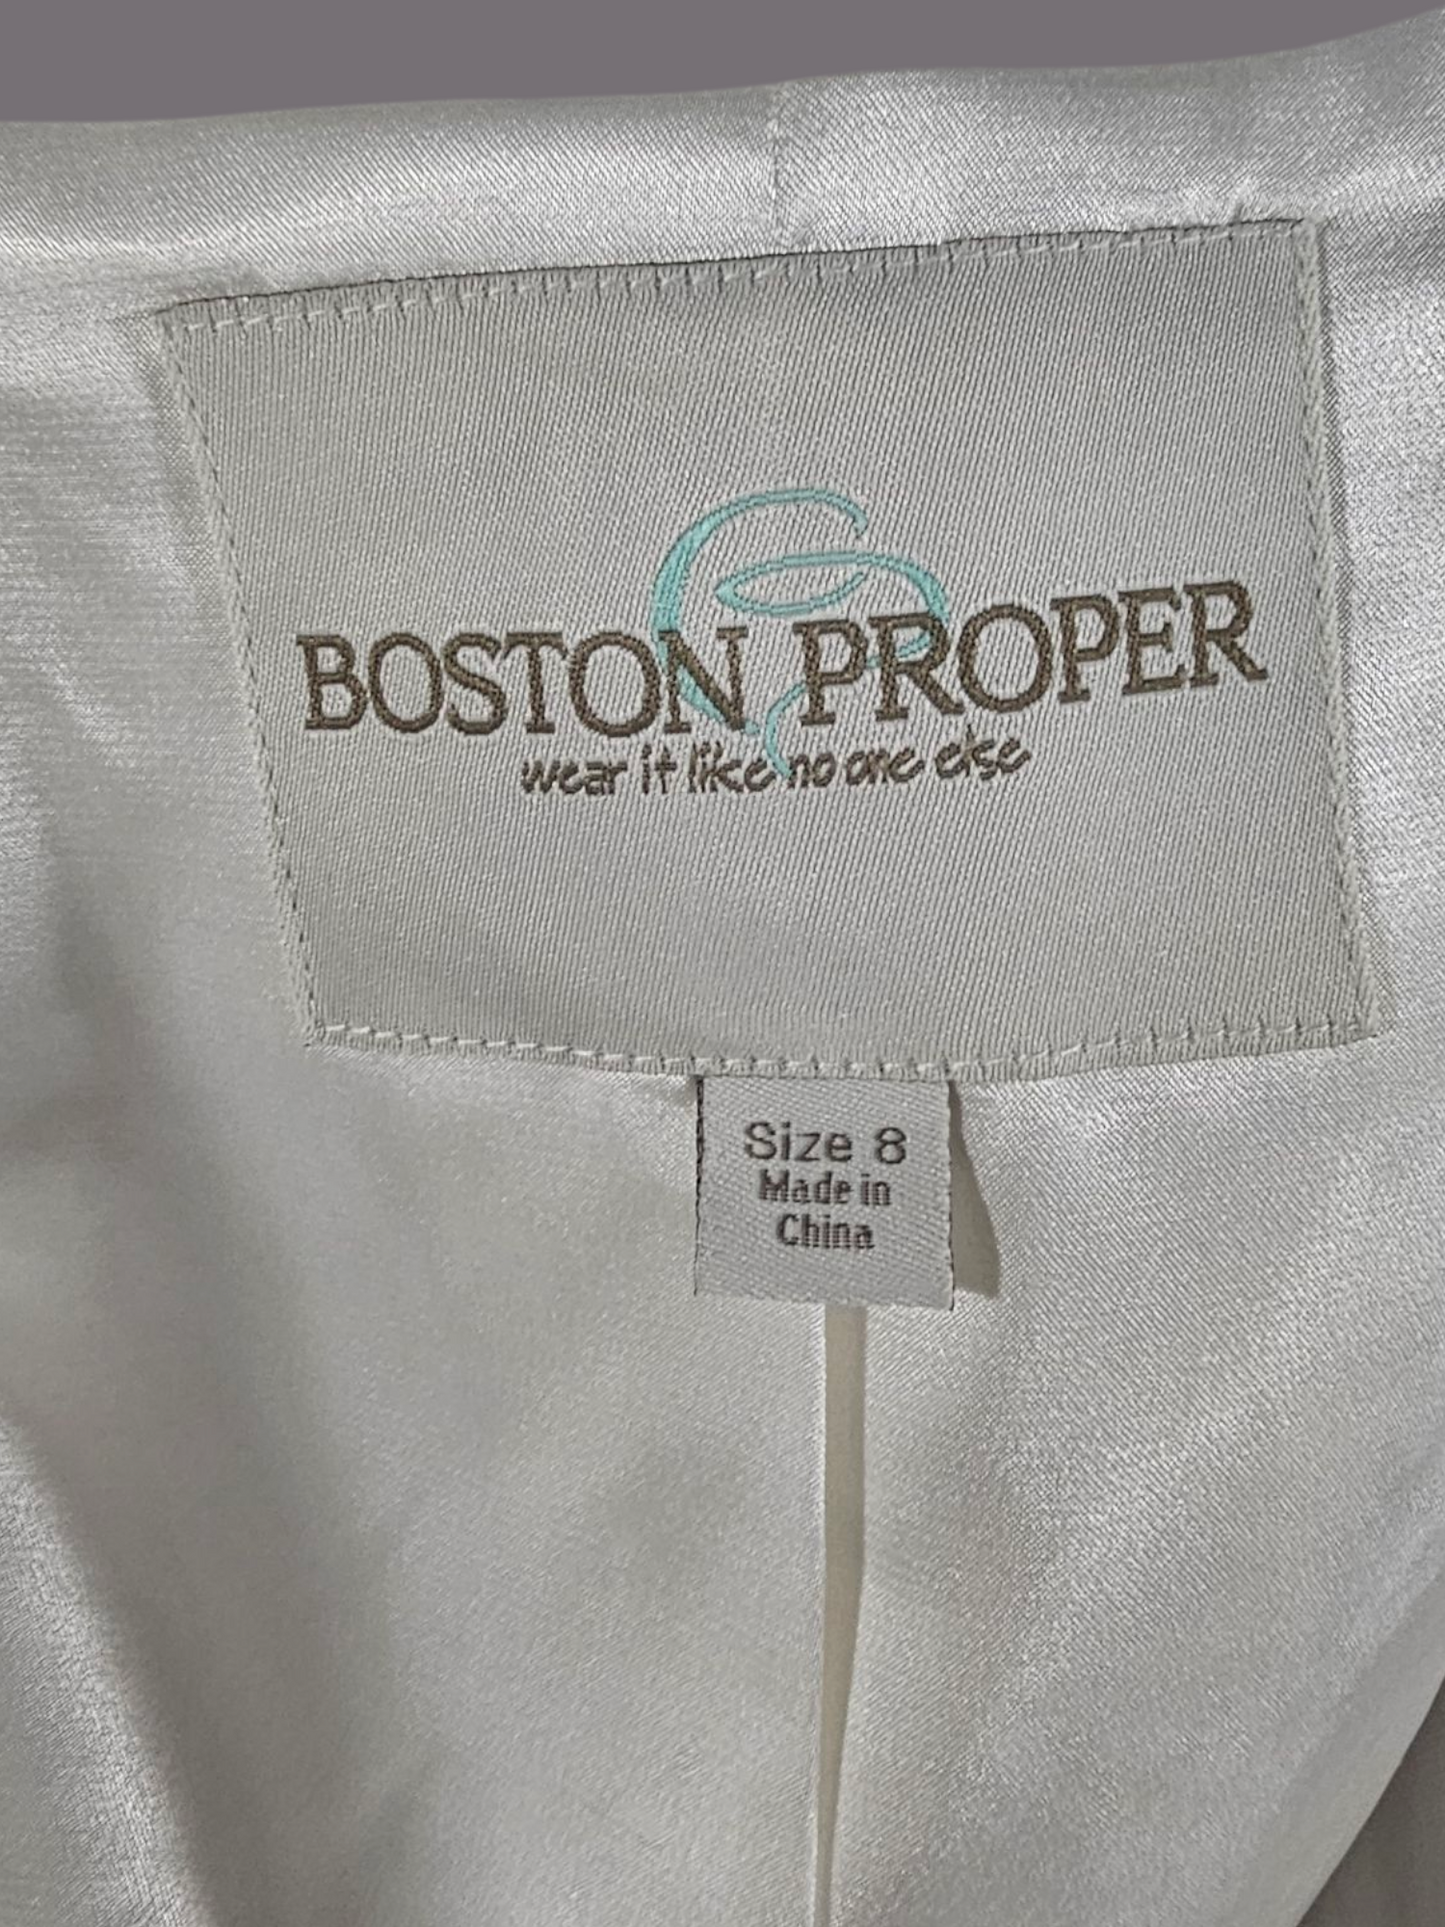 BOSTON PROPER
wear it like no one else
Size 8
Made in
China